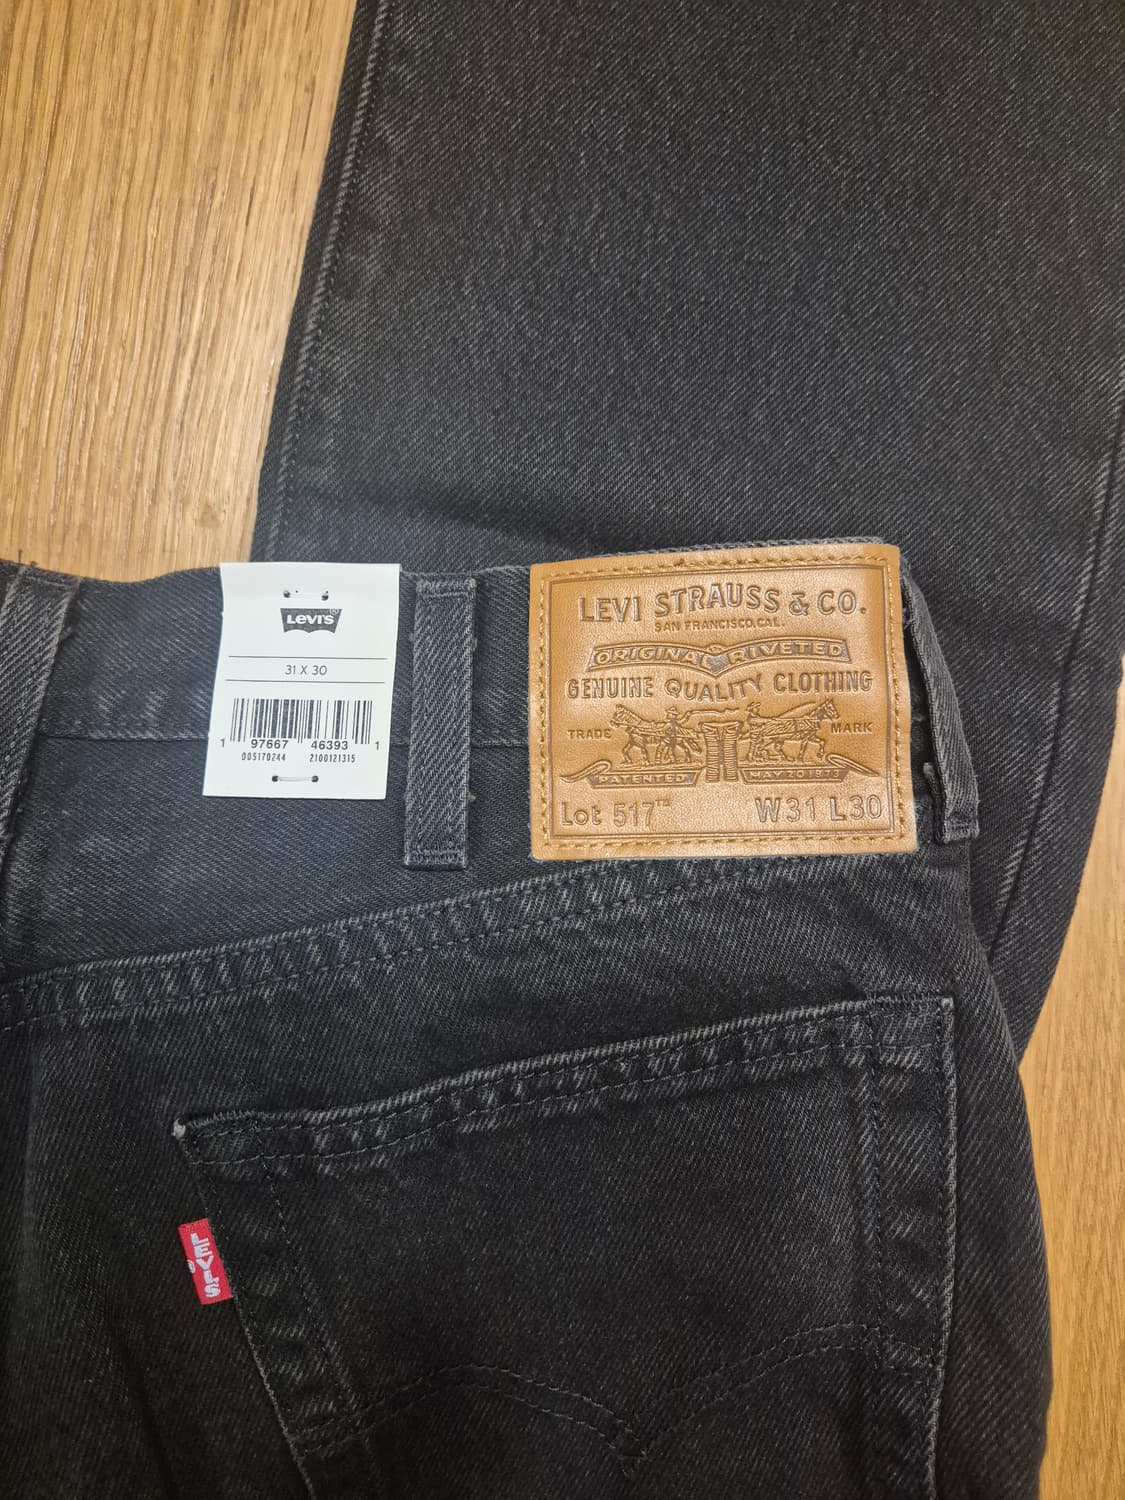 LEVI'S
31 X 30
1 97667 46393 1
005170244 2100121315
LEVI STRAUSS & CO.
SAN FRANCISCO, CAL.
ORIGINAL RIVETED
GENUINE QUALITY CLOTHING
TRADE MARK
PATENTED MAY 20 1873
Lot 517™ W31 L30
LEVI'S